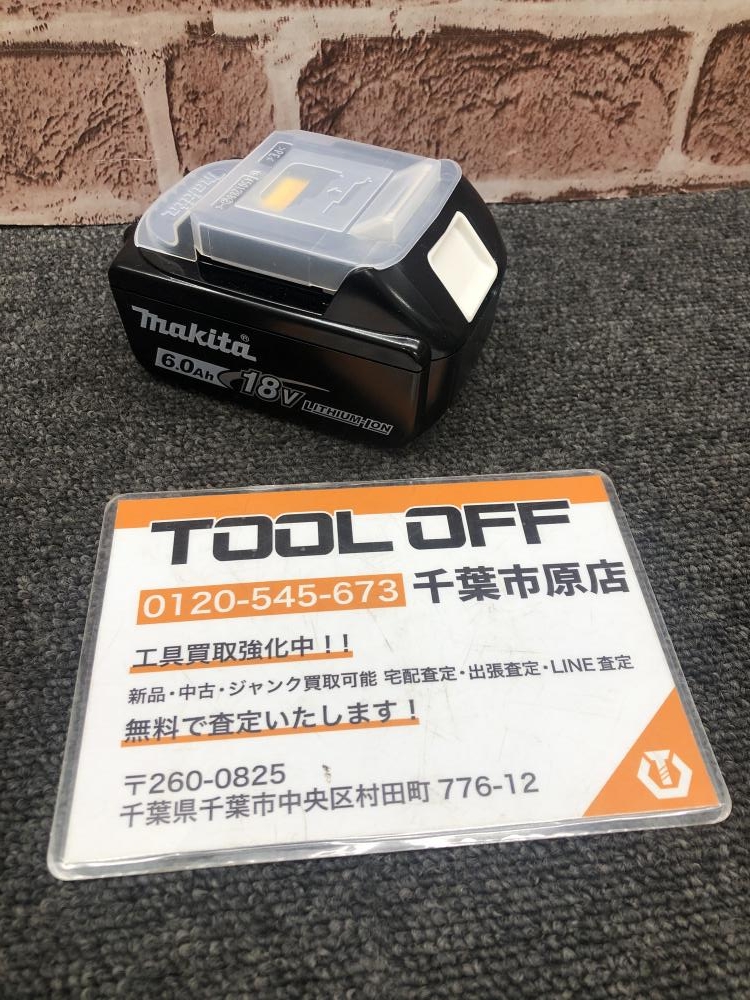 makita®
6.0Ah 18V LITHIUM-ION
TOOL OFF
0120-545-673 千葉市原店
工具買取強化中！！
新品・中古・ジャンク買取可能 宅配査定・出張査定・LINE査定
無料で査定いたします！
〒260-0825
千葉県千葉市中央区村田町 776-12